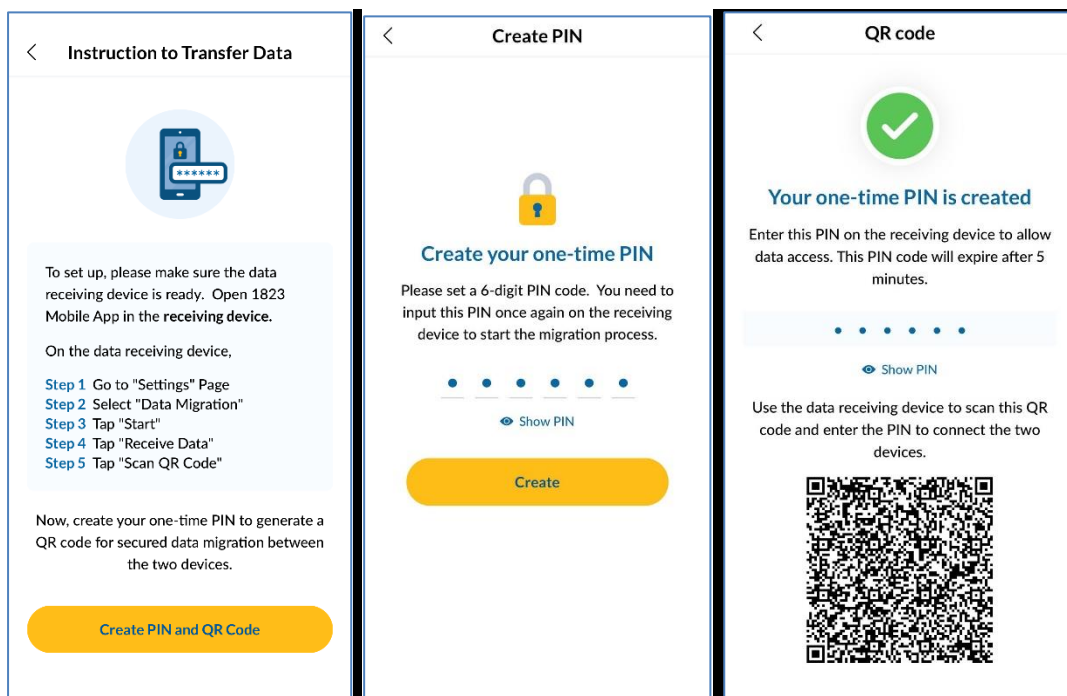 Instruction to Transfer Data
******
To set up, please make sure the data
receiving device is ready. Open 1823
Mobile App in the receiving device.
On the data receiving device,
Step 1 Go to "Settings" Page
Step 2 Select "Data Migration"
Step 3 Tap "Start"
Step 4 Tap "Receive Data"
Step 5 Tap "Scan QR Code"
Now, create your one-time PIN to generate a
QR code for secured data migration between
the two devices.
Create PIN and QR Code
Create PIN
Create your one-time PIN
Please set a 6-digit PIN code. You need to
input this PIN once again on the receiving
device to start the migration process.
Show PIN
Create
QR code
Your one-time PIN is created
Enter this PIN on the receiving device to allow
data access. This PIN code will expire after 5
minutes.
Show PIN
Use the data receiving device to scan this QR
code and enter the PIN to connect the two
devices.